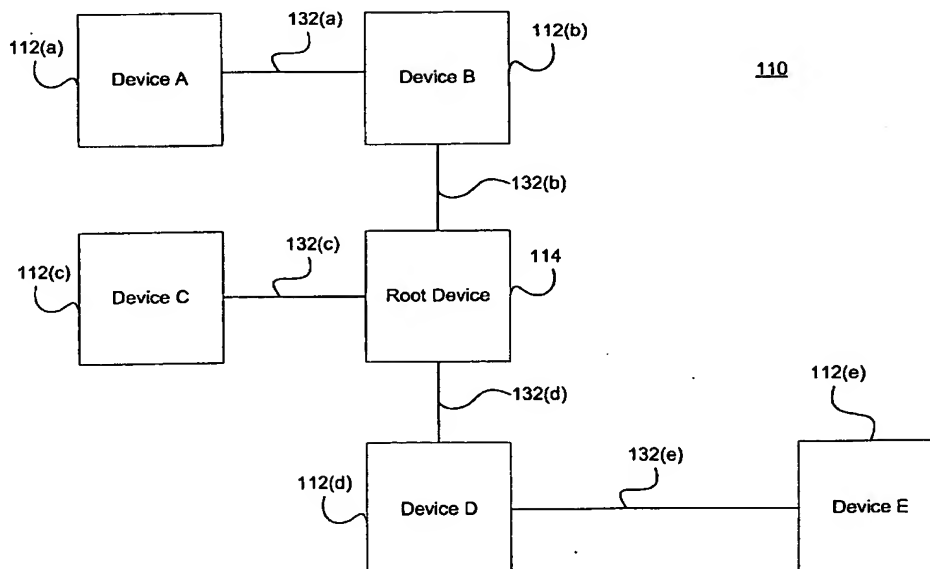 132(a)
112(a)
112(b)
Device A
Device B
110
132(b)
132(c)
114
112(c)
Device C
Root Device
132(d)
112(e)
132(e)
112(d)
Device D
Device E